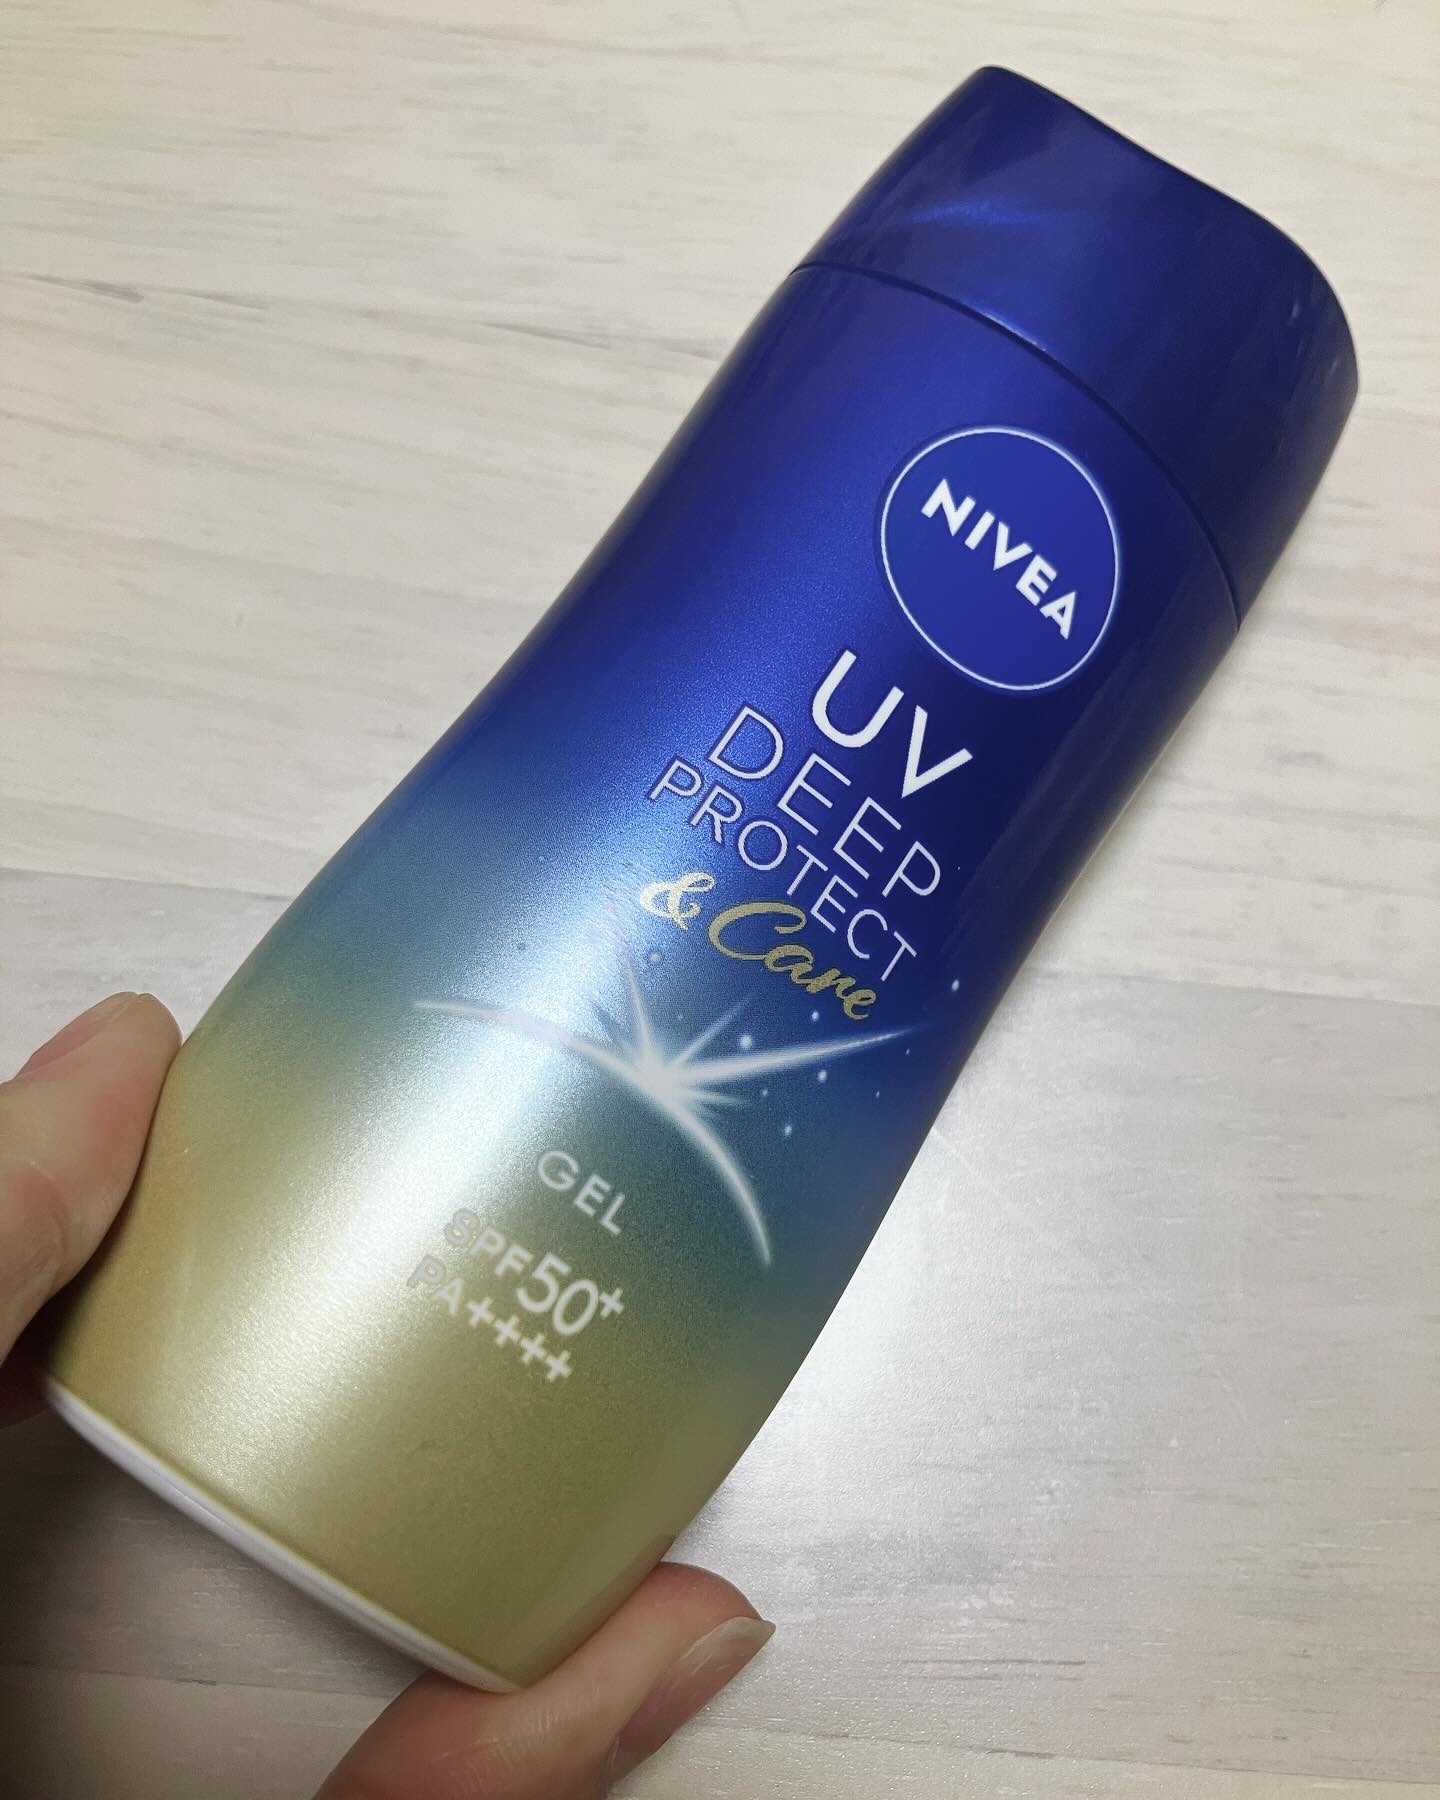 NIVEA
UV
DEEP
PROTECT
& Care
GEL
SPF50+
PA++++